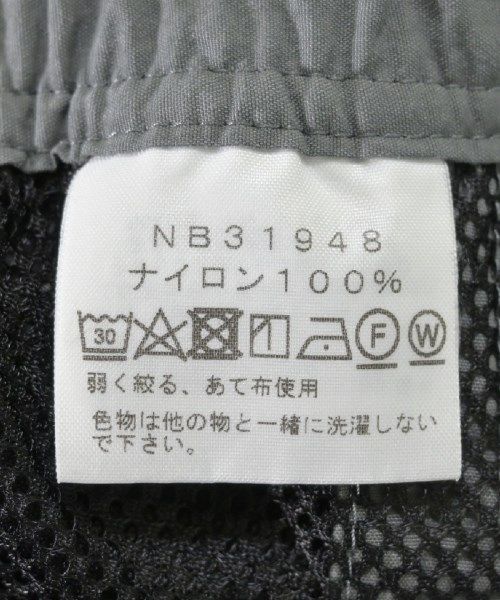 NB31948
ナイロン100%
30 F W
弱く絞る、あて布使用
色物は他の物と一緒に洗濯しない
で下さい。